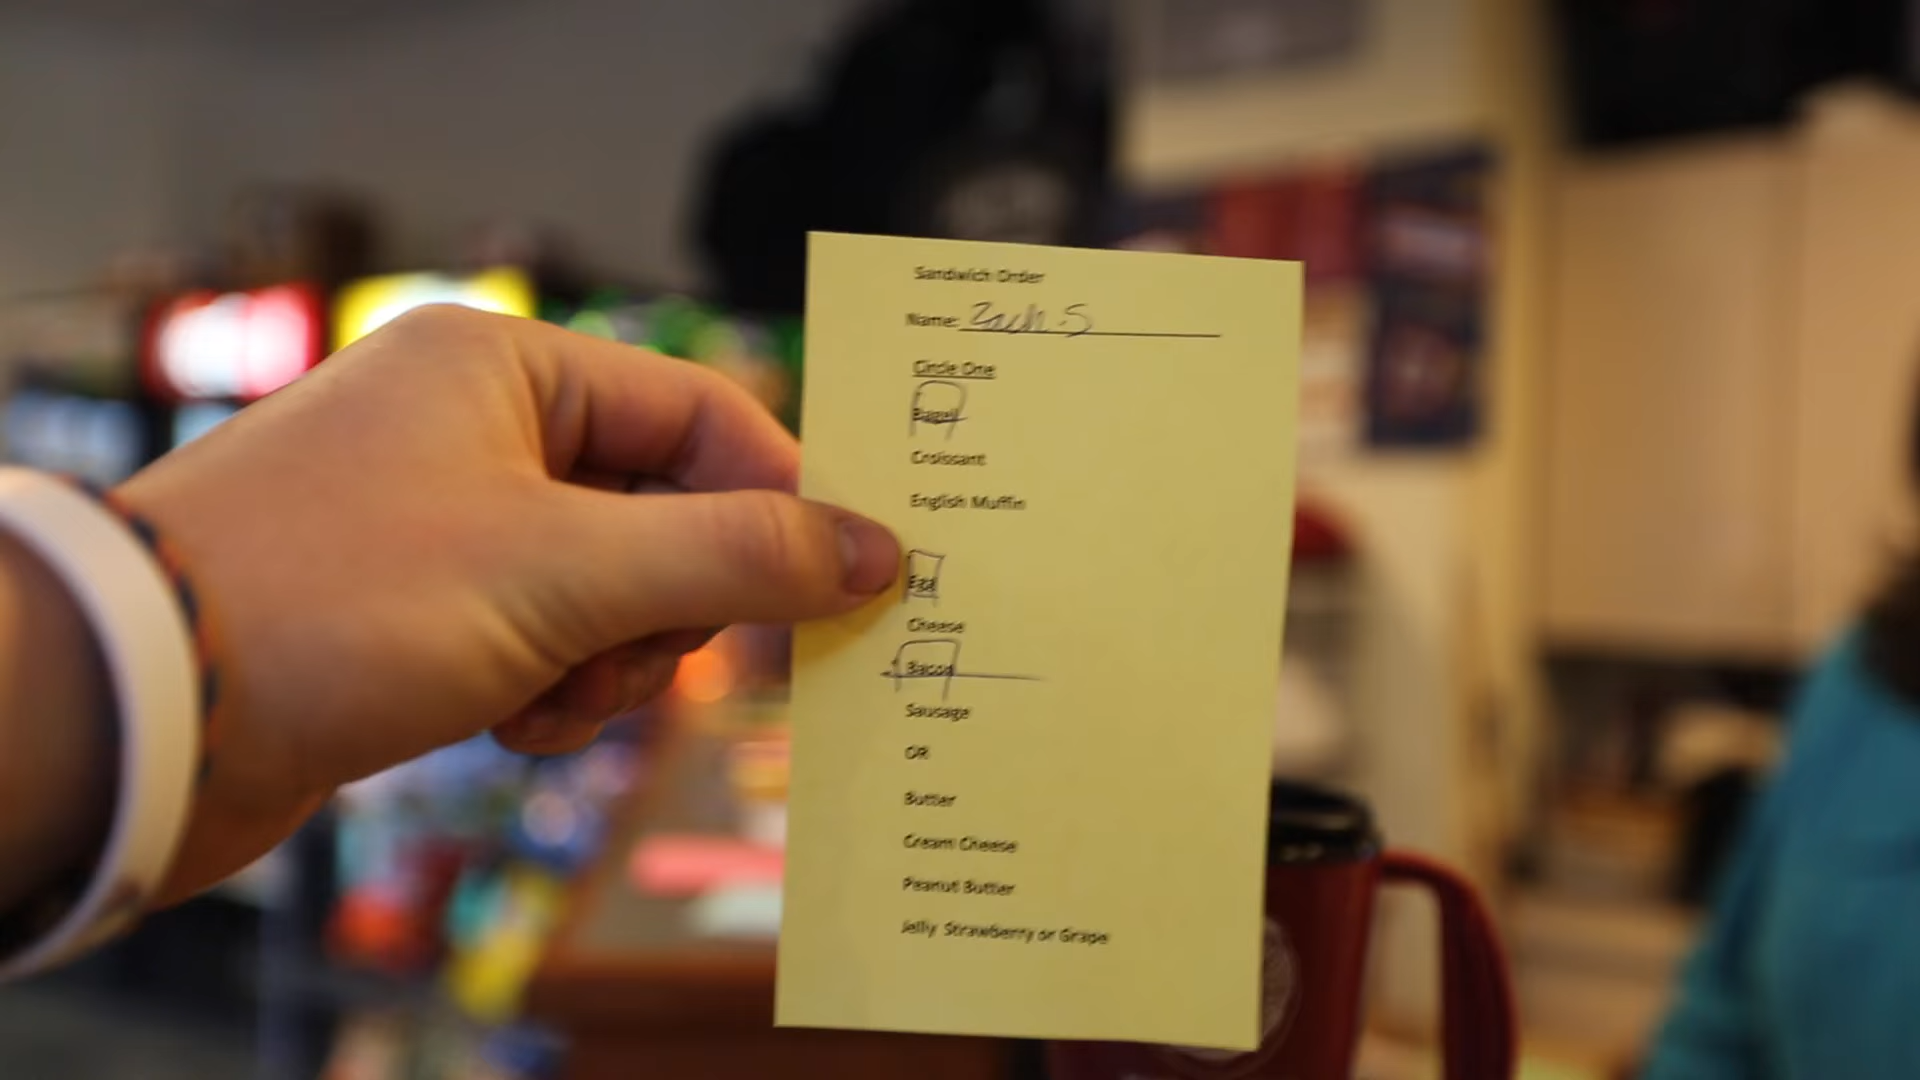 Sandwich Order
Name: Zach.S
Circle One
Bagel
Croissant
English Muffin
Egg
Cheese
Bacon
Sausage
OR
Butter
Cream Cheese
Peanut Butter
Jelly Strawberry or Grape